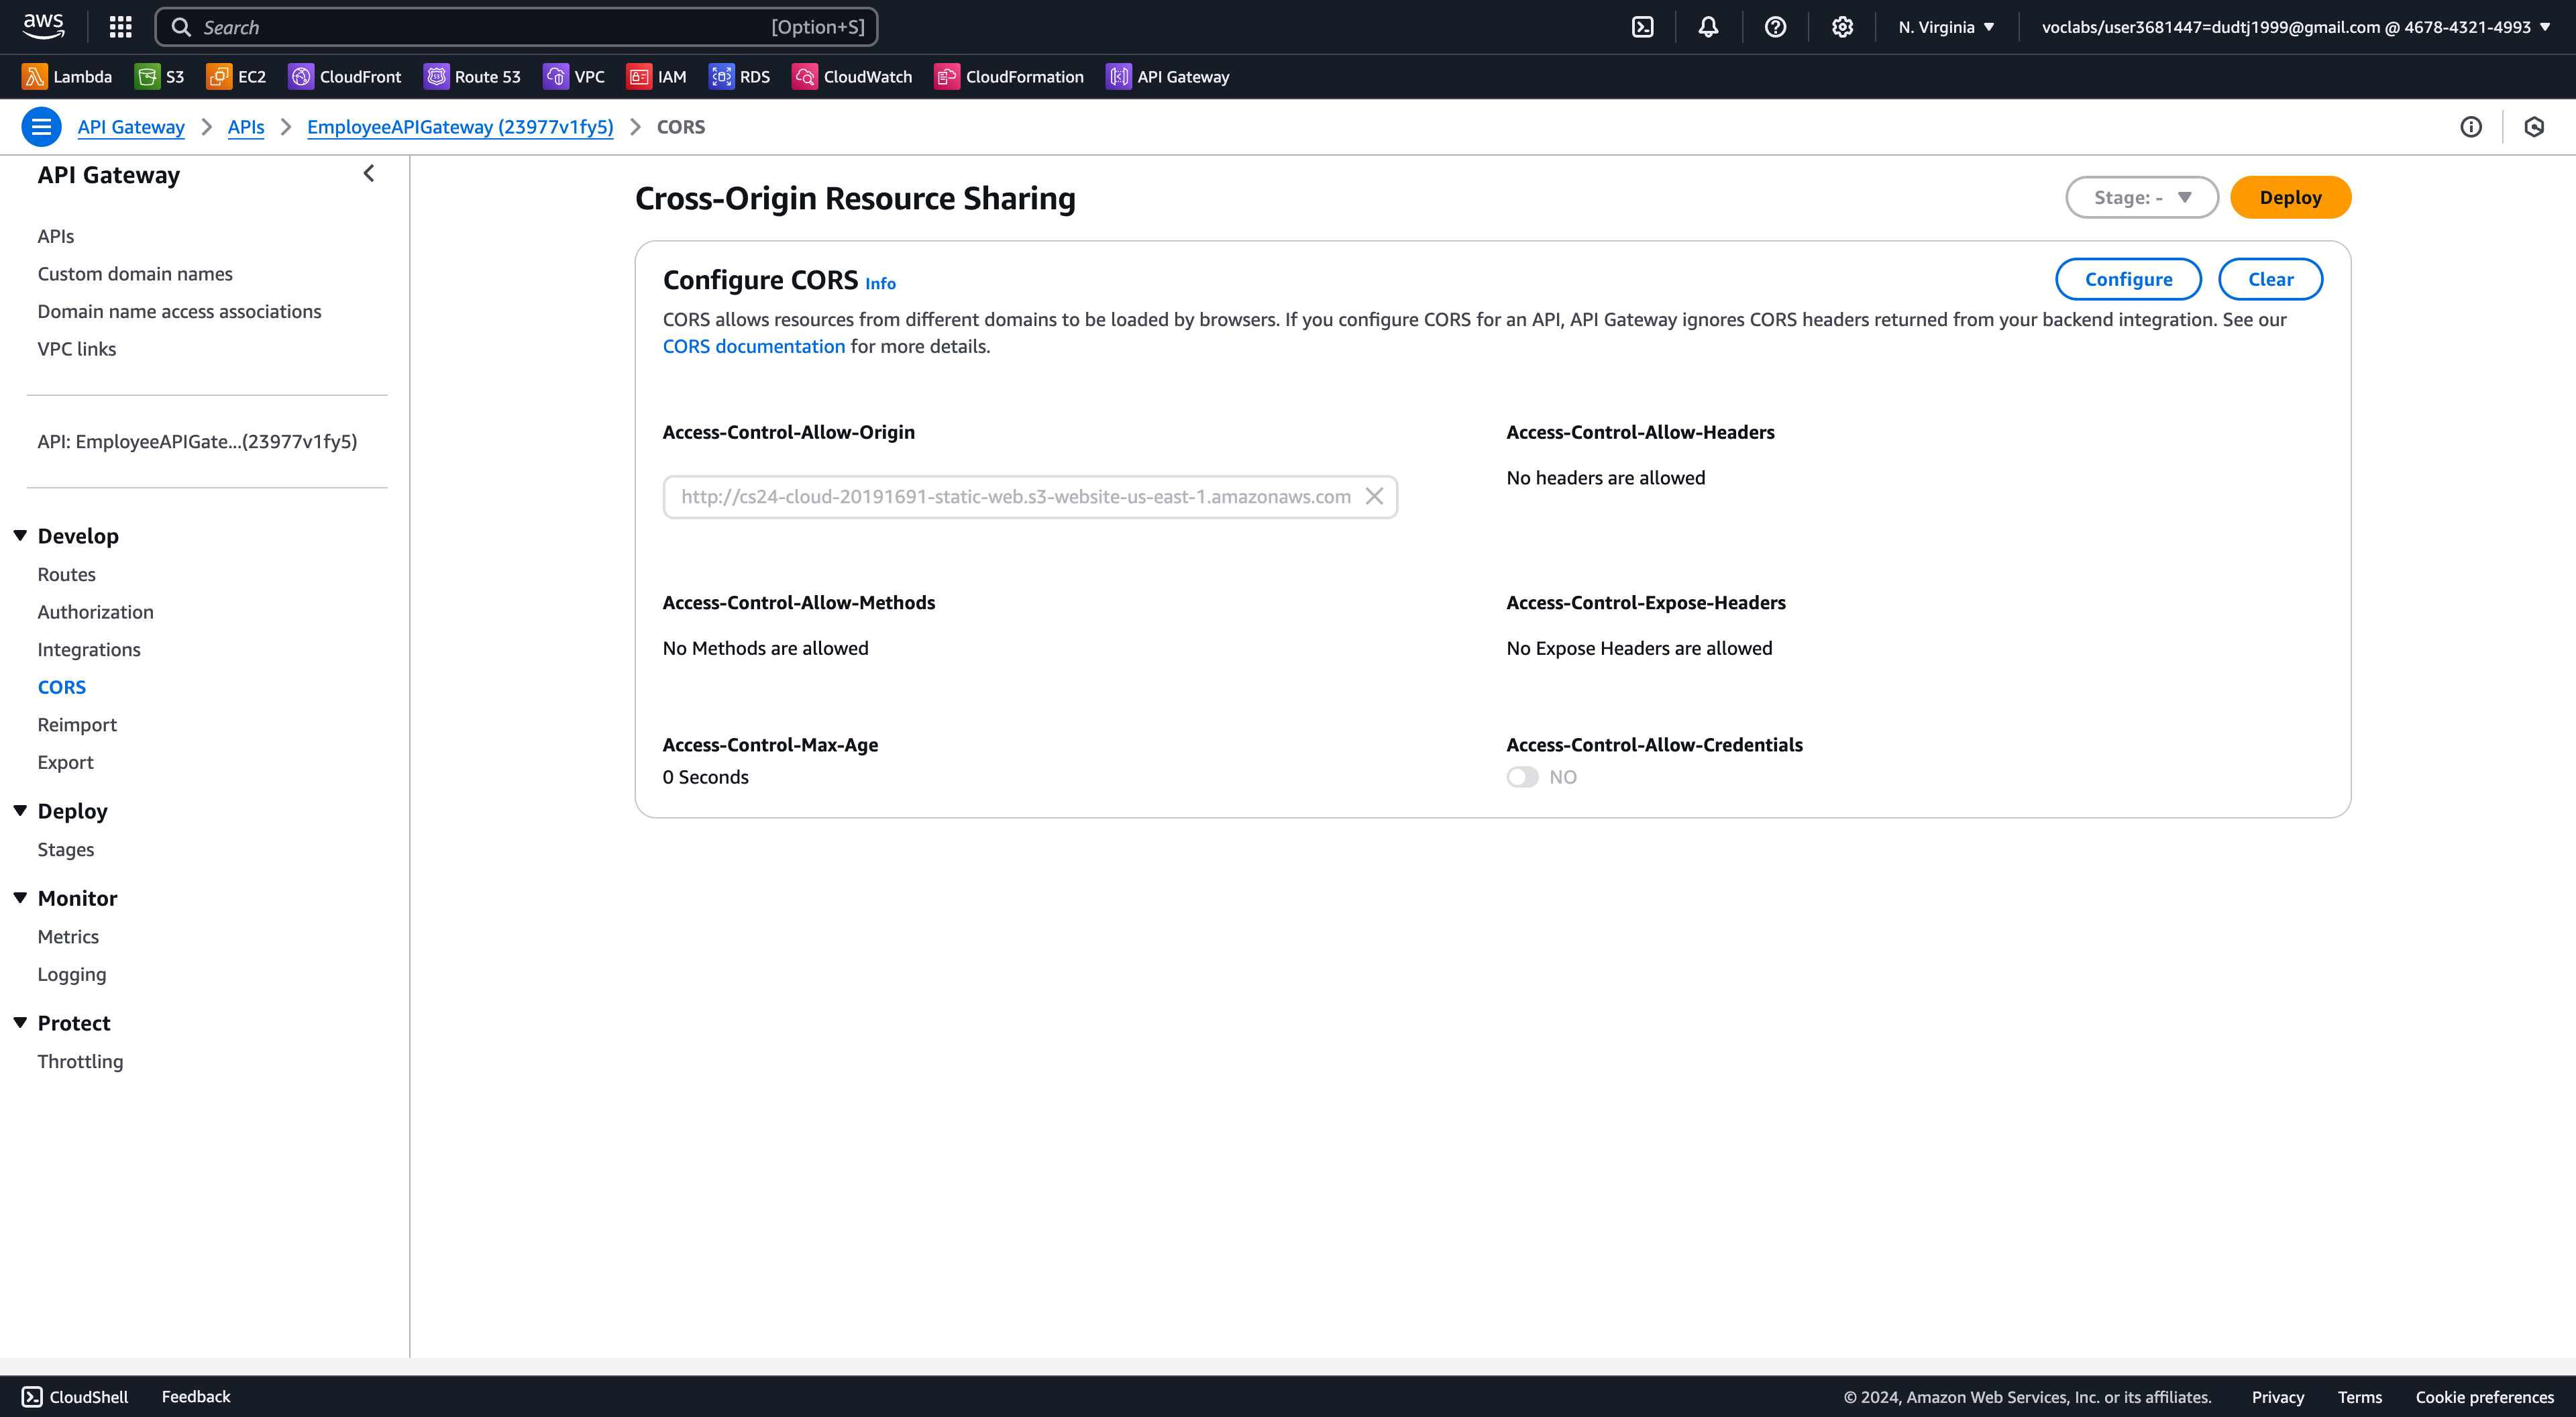 aws
Search [Option+S]
N. Virginia
voclabs/user3681447=dudtj1999@gmail.com @ 4678-4321-4993
Lambda S3 EC2 CloudFront Route 53 VPC IAM RDS CloudWatch CloudFormation API Gateway
API Gateway APIs EmployeeAPIGateway (23977v1fy5) CORS
API Gateway
APIs
Custom domain names
Domain name access associations
VPC links
API: EmployeeAPIGate...(23977v1fy5)
Develop
Routes
Authorization
Integrations
CORS
Reimport
Export
Deploy
Stages
Monitor
Metrics
Logging
Protect
Throttling
Cross-Origin Resource Sharing
Stage: -
Deploy
Configure CORS Info
Configure
Clear
CORS allows resources from different domains to be loaded by browsers. If you configure CORS for an API, API Gateway ignores CORS headers returned from your backend integration. See our
CORS documentation for more details.
Access-Control-Allow-Origin
http://cs24-cloud-20191691-static-web.s3-website-us-east-1.amazonaws.com
Access-Control-Allow-Headers
No headers are allowed
Access-Control-Allow-Methods
No Methods are allowed
Access-Control-Expose-Headers
No Expose Headers are allowed
Access-Control-Max-Age
0 Seconds
Access-Control-Allow-Credentials
NO
CloudShell Feedback
© 2024, Amazon Web Services, Inc. or its affiliates. Privacy Terms Cookie preferences